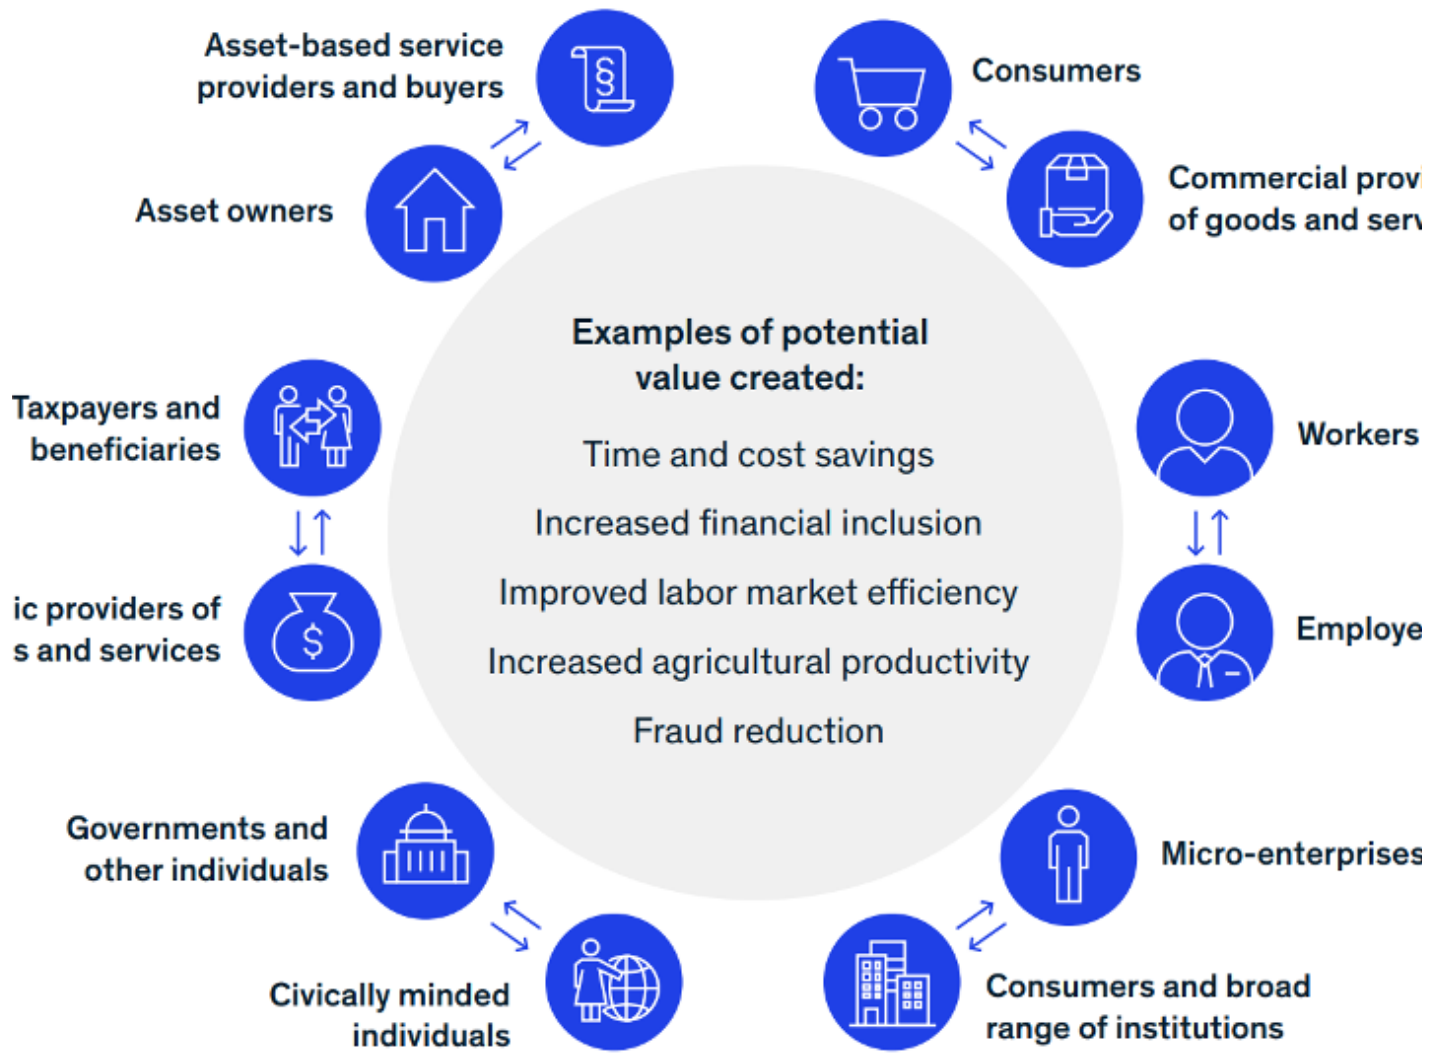 Asset-based service
providers and buyers
Consumers
Asset owners
Commercial provi
of goods and serv
Examples of potential
value created:
Time and cost savings
Increased financial inclusion
Improved labor market efficiency
Increased agricultural productivity
Fraud reduction
Taxpayers and
beneficiaries
Workers
ic providers of
s and services
$
Employe
Governments and
other individuals
Micro-enterprises
Civically minded
individuals
Consumers and broad
range of institutions
§